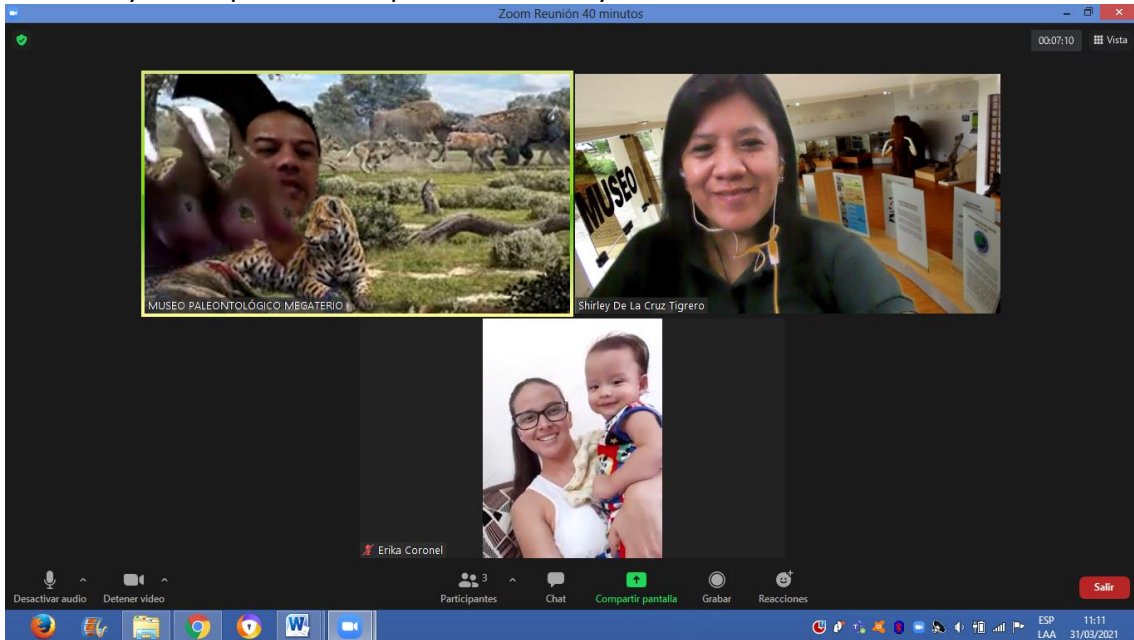 Zoom Reunión 40 minutos
00:07:10 Vista
MUSEO
MUSEO PALEONTOLÓGICO MEGATERIO
Shirley De La Cruz Tigrero
Erika Coronel
3
Desactivar audio Detener video Participantes Chat Compartir pantalla Grabar Reacciones Salir
ESP 11:11
LAA 31/03/2021